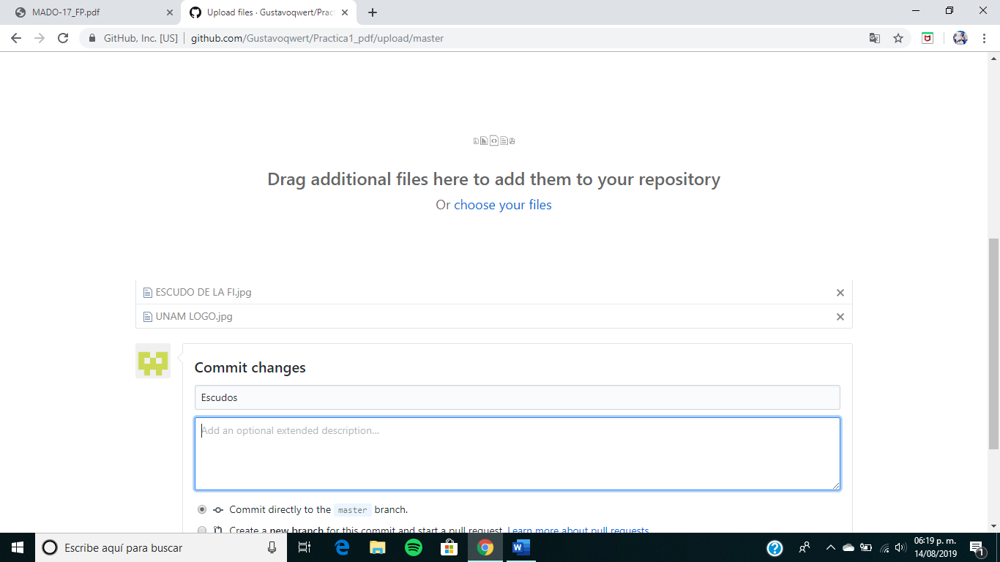 MADO-17_FP.pdf
Upload files · Gustavoqwert/Prac
GitHub, Inc. [US] github.com/Gustavoqwert/Practica1_pdf/upload/master
Drag additional files here to add them to your repository
Or choose your files
ESCUDO DE LA FI.jpg
UNAM LOGO.jpg
Commit changes
Escudos
Add an optional extended description...
Commit directly to the master branch.
Create a new branch for this commit and start a pull request. Learn more about pull requests.
Escribe aquí para buscar
06:19 p. m.
14/08/2019
1